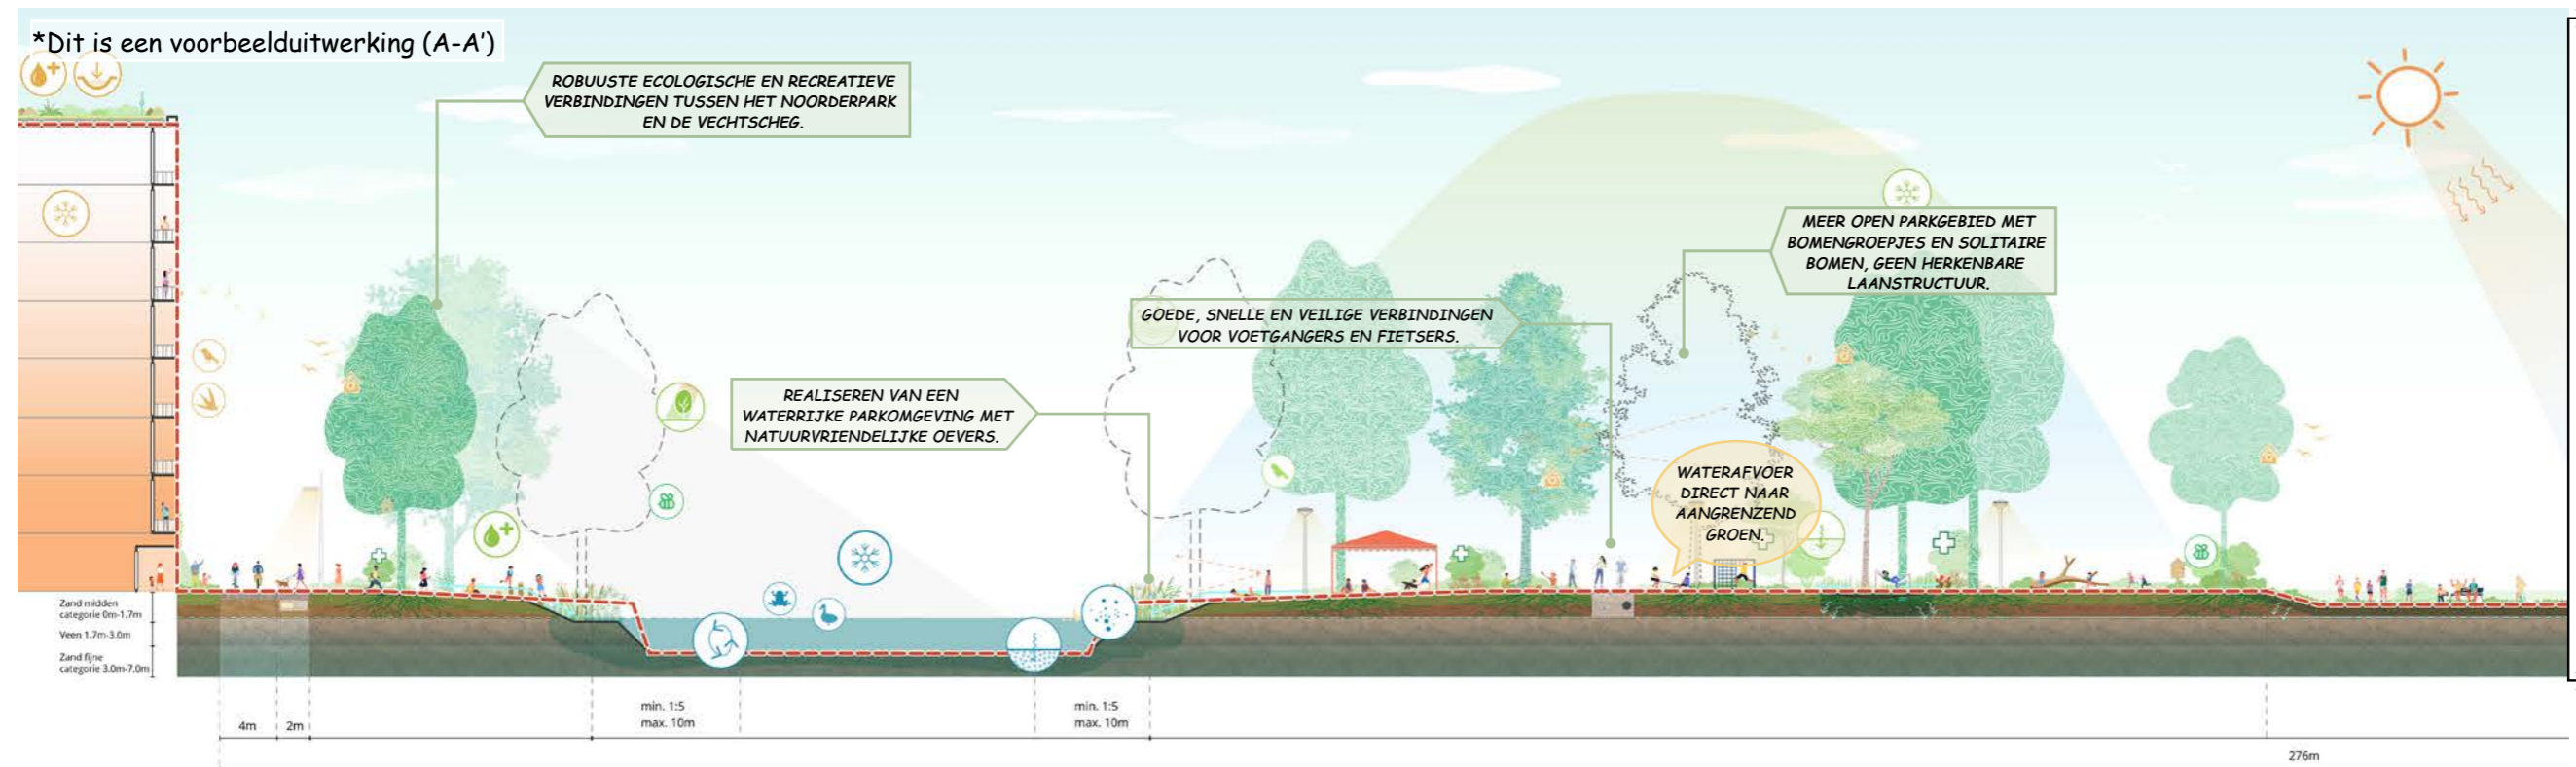 *Dit is een voorbeelduitwerking (A-A')
ROBUUSTE ECOLOGISCHE EN RECREATIEVE
VERBINDINGEN TUSSEN HET NOORDERPARK
EN DE VECHTSCHEG.
MEER OPEN PARKGEBIED MET
BOMENGROEPJES EN SOLITAIRE
BOMEN, GEEN HERKENBARE
LAANSTRUCTUUR.
GOEDE, SNELLE EN VEILIGE VERBINDINGEN
VOOR VOETGANGERS EN FIETSERS.
REALISEREN VAN EEN
WATERRIJKE PARKOMGEVING MET
NATUURVRIENDELIJKE OEVERS.
WATERAFVOER
DIRECT NAAR
AANGRENZEND
GROEN.
Zand midden
categorie 0m-1.7m
Veen 1.7m-3.0m
Zand fijne
categorie 3.0m-7.0m
4m
2m
min. 1:5
max. 10m
min. 1:5
max. 10m
276m